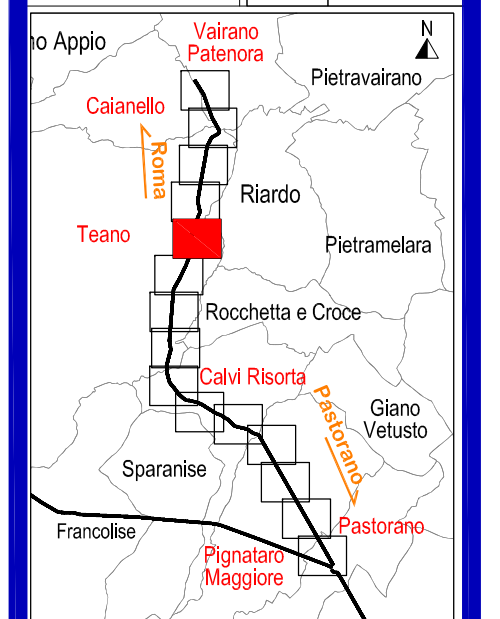 Vairano
Patenora
N
no Appio
Pietravairano
Caianello
Roma
Riardo
Teano
Pietramelara
Rocchetta e Croce
Calvi Risorta
Pastorano
Giano
Vetusto
Sparanise
Francolise
Pastorano
Pignataro
Maggiore